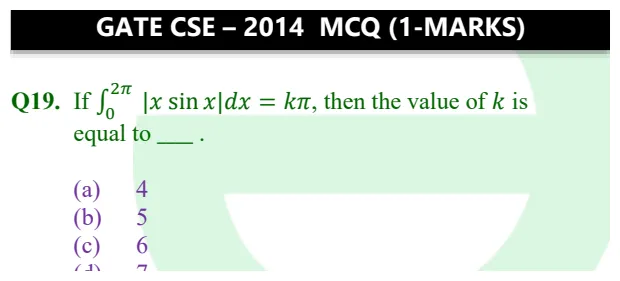 GATE CSE – 2014 MCQ (1-MARKS)
Q19. If ∫₀^{2π} |x sin x|dx = kπ, then the value of k is
equal to ___ .
(a) 4
(b) 5
(c) 6
(d) 7